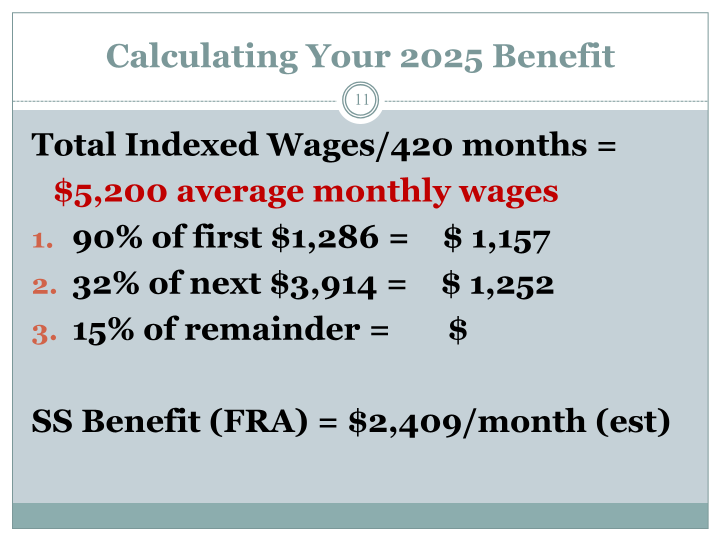 Calculating Your 2025 Benefit
11
Total Indexed Wages/420 months =
$5,200 average monthly wages
1. 90% of first $1,286 = $ 1,157
2. 32% of next $3,914 = $ 1,252
3. 15% of remainder = $
SS Benefit (FRA) = $2,409/month (est)